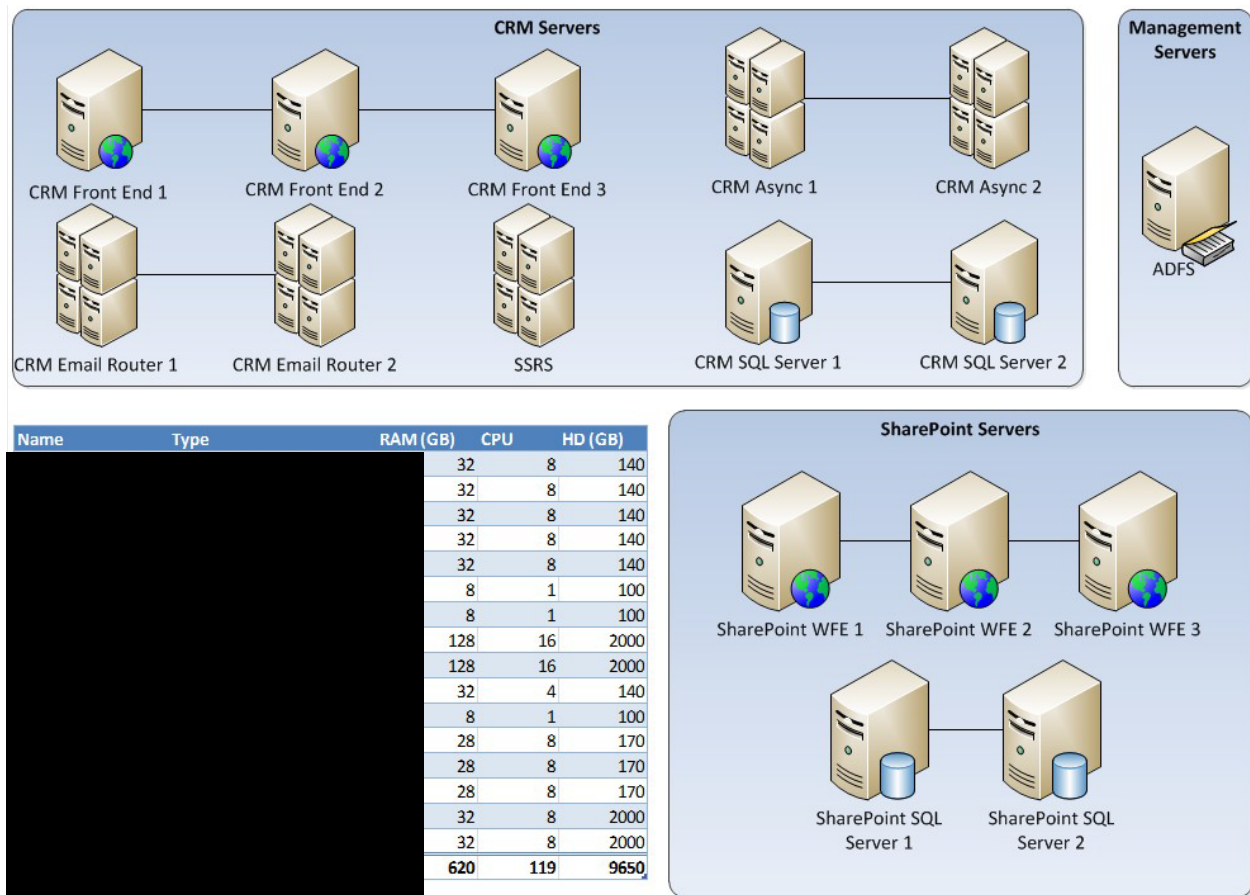 CRM Servers
CRM Front End 1
CRM Front End 2
CRM Front End 3
CRM Async 1
CRM Async 2
CRM Email Router 1
CRM Email Router 2
SSRS
CRM SQL Server 1
CRM SQL Server 2
Management
Servers
ADFS
Name Type RAM (GB) CPU HD (GB)
32 8 140
32 8 140
32 8 140
32 8 140
32 8 140
8 1 100
8 1 100
128 16 2000
128 16 2000
32 4 140
8 1 100
28 8 170
28 8 170
28 8 170
32 8 2000
32 8 2000
620 119 9650
SharePoint Servers
SharePoint WFE 1
SharePoint WFE 2
SharePoint WFE 3
SharePoint SQL
Server 1
SharePoint SQL
Server 2